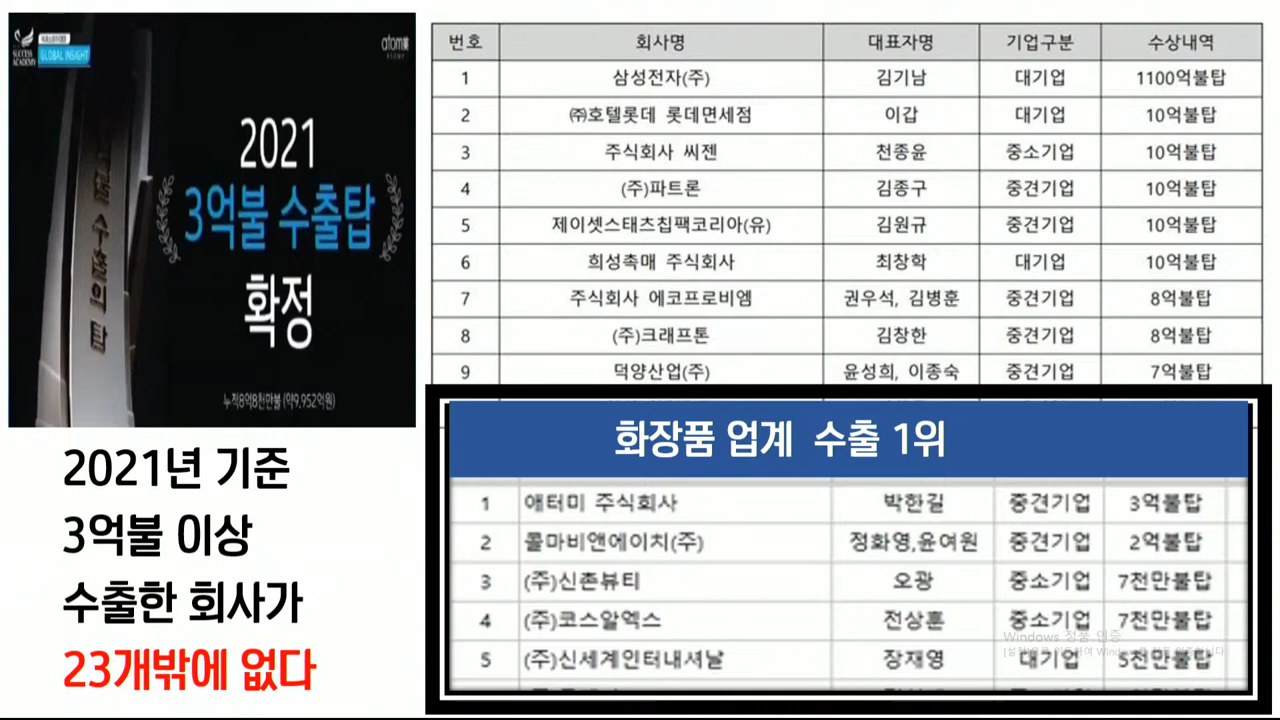 SUCCESS
ACADEMY
GLOBAL INSIGHT
atom美
ATOMY
수출의 탑
2021
3억불 수출탑
확정
누적8억8천만불 (약9,952억원)
2021년 기준
3억불 이상
수출한 회사가
23개밖에 없다
번호 회사명 대표자명 기업구분 수상내역
1 삼성전자(주) 김기남 대기업 1100억불탑
2 ㈜호텔롯데 롯데면세점 이갑 대기업 10억불탑
3 주식회사 씨젠 천종윤 중소기업 10억불탑
4 (주)파트론 김종구 중견기업 10억불탑
5 제이셋스태츠칩팩코리아(유) 김원규 중견기업 10억불탑
6 희성촉매 주식회사 최창학 대기업 10억불탑
7 주식회사 에코프로비엠 권우석, 김병훈 중견기업 8억불탑
8 (주)크래프톤 김창한 중견기업 8억불탑
9 덕양산업(주) 윤성희, 이종숙 중견기업 7억불탑
화장품 업계 수출 1위
1 애터미 주식회사 박한길 중견기업 3억불탑
2 콜마비앤에이치(주) 정화영,윤여원 중견기업 2억불탑
3 (주)신촌뷰티 오광 중소기업 7천만불탑
4 (주)코스알엑스 전상훈 중소기업 7천만불탑
5 (주)신세계인터내셔날 장재영 대기업 5천만불탑
Windows 정품 인증